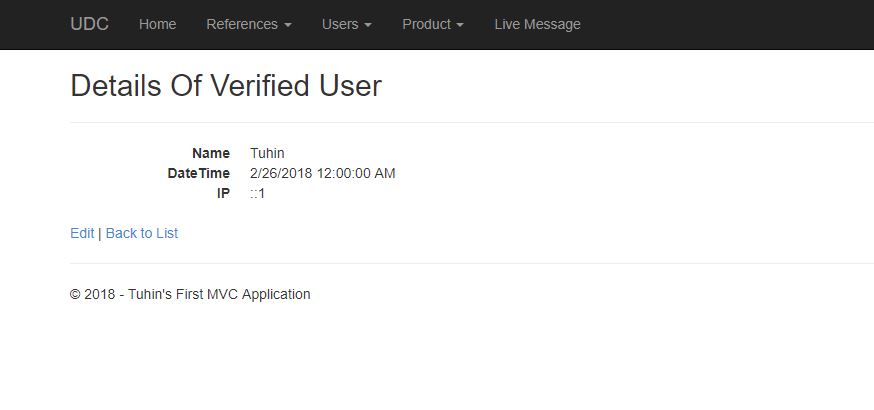 UDC Home References Users Product Live Message
Details Of Verified User
Name Tuhin
DateTime 2/26/2018 12:00:00 AM
IP ::1
Edit | Back to List
© 2018 - Tuhin's First MVC Application